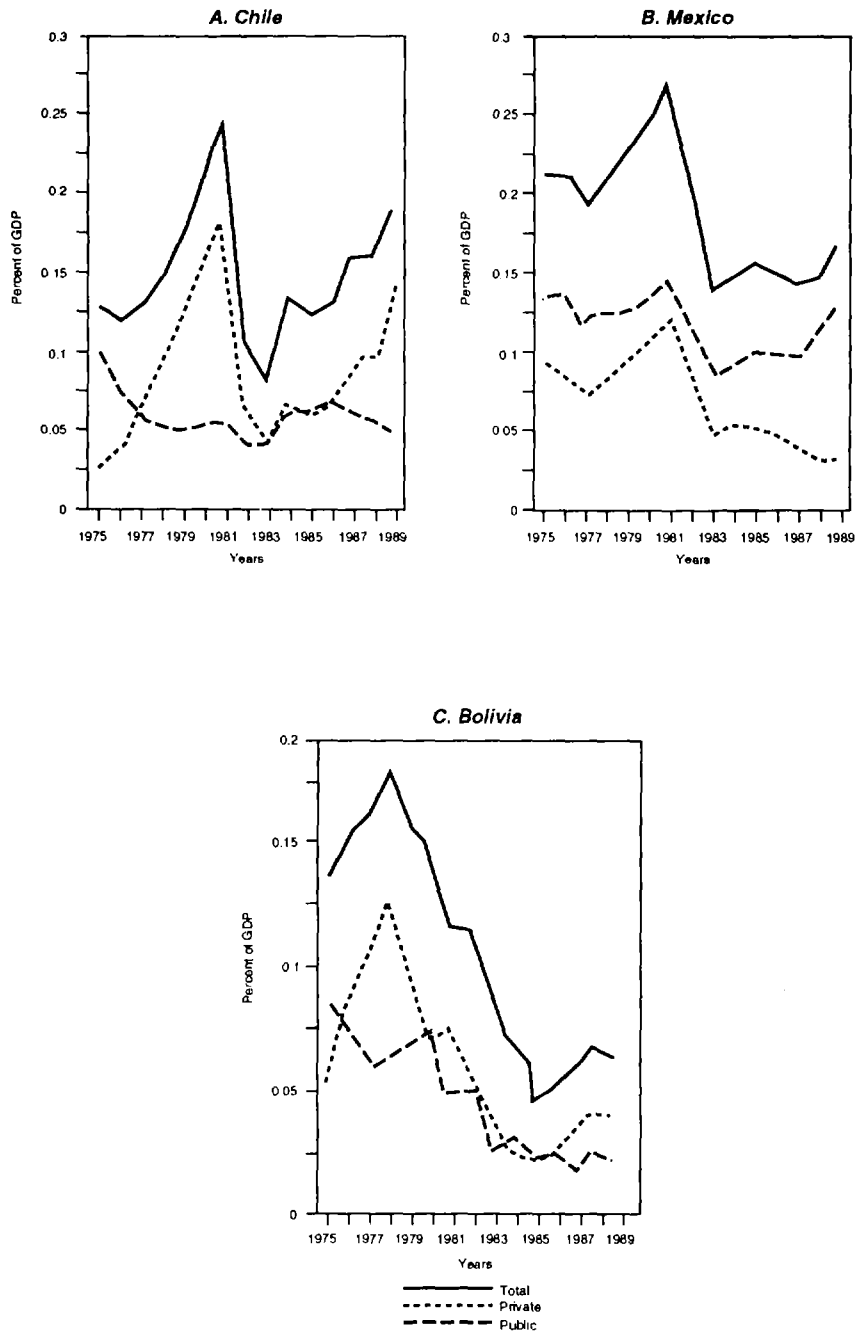 A. Chile
0.3
0.25
0.2
0.15
0.1
0.05
0
Percent of GDP
1975 1977 1979 1981 1983 1985 1987 1989
Years
B. Mexico
0.3
0.25
0.2
0.15
0.1
0 05
0
Percent of GDP
1975 1977 1979 1981 1983 1985 1987 1989
Years
C. Bolivia
0.2
0.15
0.1
0 05
0
Percent of GDP
1975 1977 1979 1981 1983 1985 1987 1989
Years
Total
Private
Public